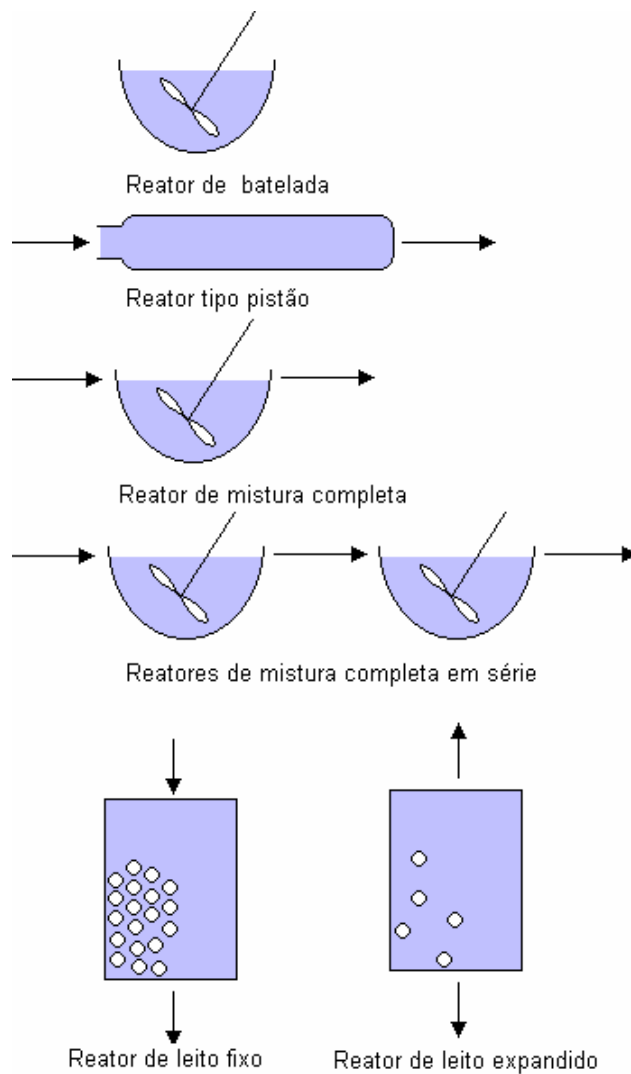 Reator de batelada
Reator tipo pistão
Reator de mistura completa
Reatores de mistura completa em série
Reator de leito fixo
Reator de leito expandido